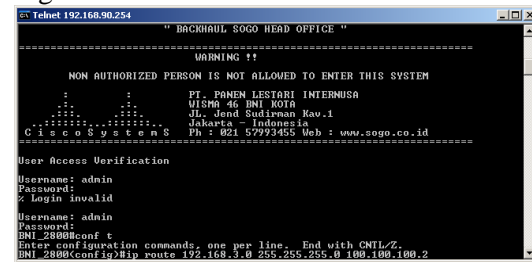 Telnet 192.168.90.254
" BACKHAUL SOGO HEAD OFFICE "
WARNING !!
NON AUTHORIZED PERSON IS NOT ALLOWED TO ENTER THIS SYSTEM
PT. PANEN LESTARI INTERNUSA
WISMA 46 BNI KOTA
JL. Jend Sudirman Kav.1
Jakarta - Indonesia
C i s c o S y s t e m S Ph : 021 57993455 Web : www.sogo.co.id
User Access Verification
Username: admin
Password:
% Login invalid
Username: admin
Password:
BNI_2800#conf t
Enter configuration commands, one per line.  End with CNTL/Z.
BNI_2800(config)#ip route 192.168.3.0 255.255.255.0 100.100.100.2